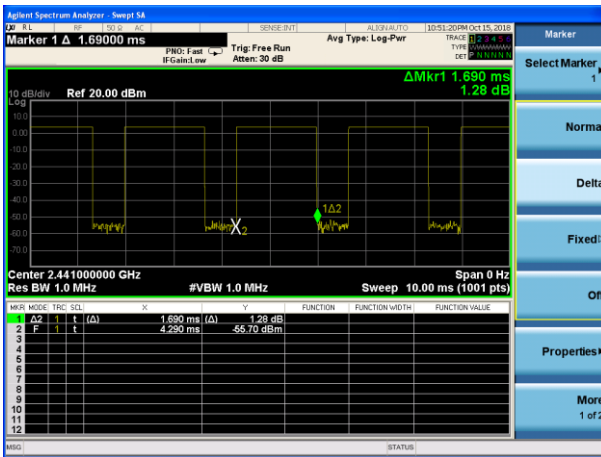 Agilent Spectrum Analyzer - Swept SA
RL RF 50 Ω AC SENSE:INT ALIGNAUTO 10:51:20PM Oct 15, 2018
Marker 1 Δ 1.69000 ms
PNO: Fast
IFGain:Low
Trig: Free Run
Atten: 30 dB
Avg Type: Log-Pwr
TRACE 1 2 3 4 5 6
TYPE WWWWWW
DET P N N N N N
ΔMkr1 1.690 ms
1.28 dB
10 dB/div Ref 20.00 dBm
Log
10.0
0.00
-10.0
-20.0
-30.0
-40.0
-50.0
-60.0
-70.0
1Δ2
2
Center 2.441000000 GHz Span 0 Hz
Res BW 1.0 MHz #VBW 1.0 MHz Sweep 10.00 ms (1001 pts)
MKR MODE TRC SCL X Y FUNCTION FUNCTION WIDTH FUNCTION VALUE
1 Δ2 1 t (Δ) 1.690 ms (Δ) 1.28 dB
2 F 1 t 4.290 ms -55.70 dBm
3
4
5
6
7
8
9
10
11
12
MSG STATUS
Marker
Select Marker
1
Norma
Delta
Fixed
Off
Properties
More
1 of 2